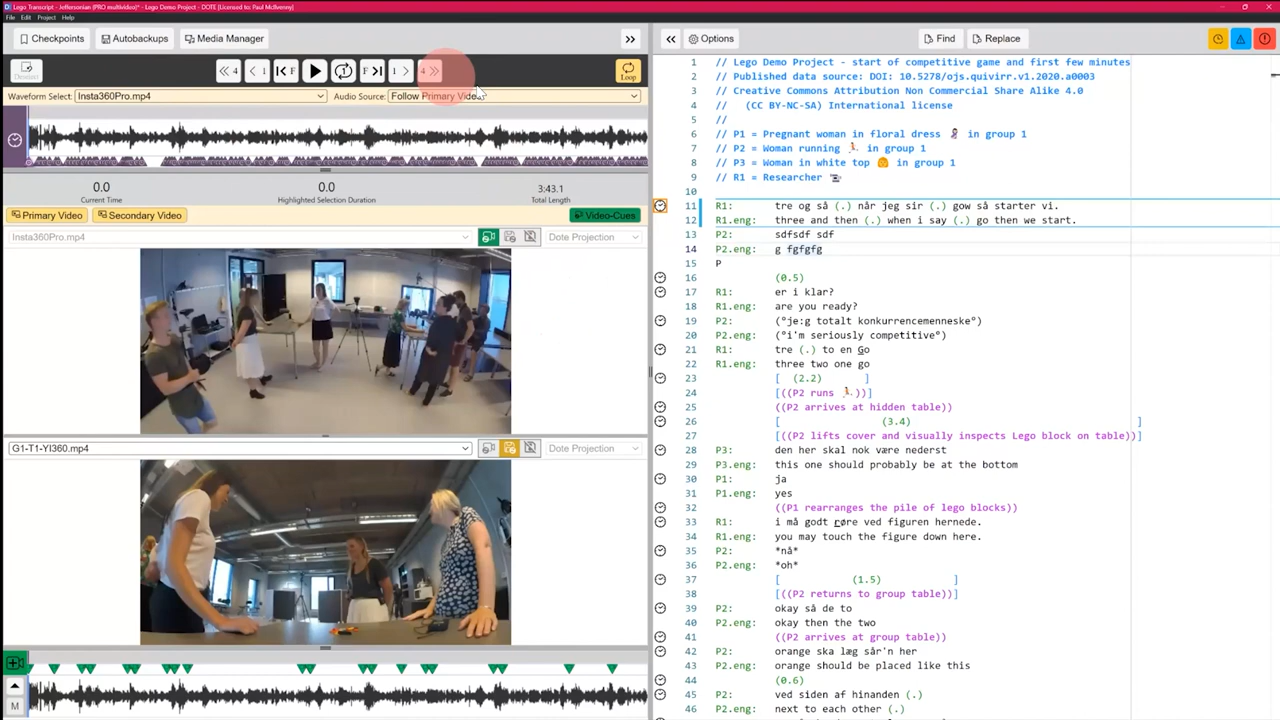 Lego Transcript - Jeffersonian (PRO multivideo)* - Lego Demo Project - DOTE [Licensed to: Paul McIlvenny]
File Edit Project Help
Checkpoints Autobackups Media Manager
Deselect 4 1 F 1 F 1 4 Loop
Waveform Select: Insta360Pro.mp4 Audio Source: Follow Primary Video
0.0 0.0 3:43.1
Current Time Highlighted Selection Duration Total Length
Primary Video Secondary Video Video-Cues
Insta360Pro.mp4 Dote Projection
G1-T1-YI360.mp4 Dote Projection
M
Options Find Replace
1 // Lego Demo Project - start of competitive game and first few minutes
2 // Published data source: DOI: 10.5278/ojs.quivirr.v1.2020.a0003
3 // Creative Commons Attribution Non Commercial Share Alike 4.0
4 // (CC BY-NC-SA) International license
5 //
6 // P1 = Pregnant woman in floral dress in group 1
7 // P2 = Woman running in group 1
8 // P3 = Woman in white top in group 1
9 // R1 = Researcher
10
11 R1: tre og så (.) når jeg sir (.) gow så starter vi.
12 R1.eng: three and then (.) when i say (.) go then we start.
13 P2: sdfsdf sdf
14 P2.eng: g fgfgfg
15 P
16 (0.5)
17 R1: er i klar?
18 R1.eng: are you ready?
19 P2: (°je:g totalt konkurrencemenneske°)
20 P2.eng: (°i'm seriously competitive°)
21 R1: tre (.) to en Go
22 R1.eng: three two one go
23 [ (2.2) ]
24 [((P2 runs ))]
25 ((P2 arrives at hidden table))
26 [ (3.4) ]
27 [((P2 lifts cover and visually inspects Lego block on table))]
28 P3: den her skal nok være nederst
29 P3.eng: this one should probably be at the bottom
30 P1: ja
31 P1.eng: yes
32 ((P1 rearranges the pile of lego blocks))
33 R1: i må godt røre ved figuren hernede.
34 R1.eng: you may touch the figure down here.
35 P2: *nå*
36 P2.eng: *oh*
37 [ (1.5) ]
38 [((P2 returns to group table))]
39 P2: okay så de to
40 P2.eng: okay then the two
41 ((P2 arrives at group table))
42 P2: orange ska læg sår'n her
43 P2.eng: orange should be placed like this
44 (0.6)
45 P2: ved siden af hinanden (.)
46 P2.eng: next to each other (.)